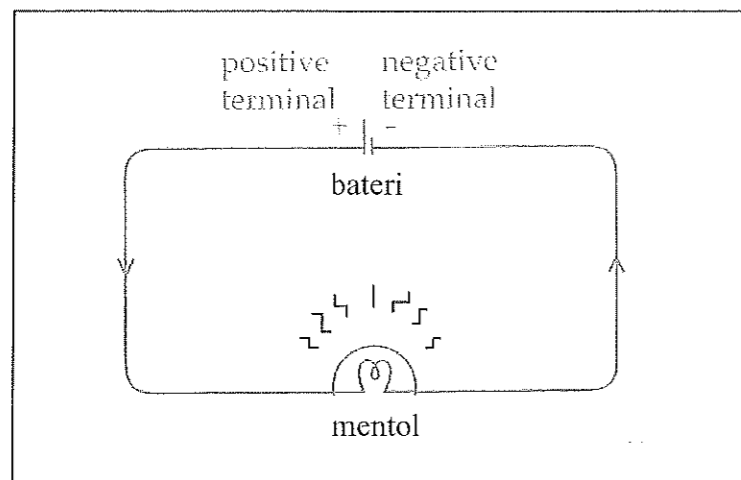 positive negative
terminal terminal
+ -
bateri
mentol